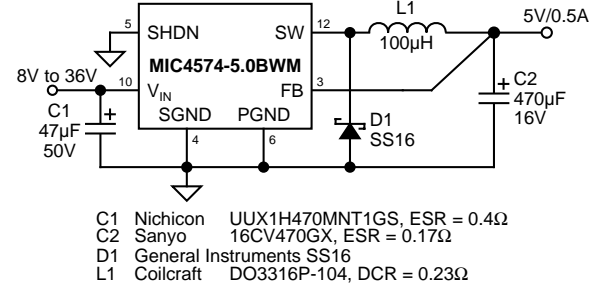 L1
5V/0.5A
5
SHDN
SW
12
100µH
MIC4574-5.0BWM
8V to 36V
10
VIN
FB
3
C2
470µF
16V
C1
47µF
50V
SGND
PGND
D1
SS16
4
6
C1 Nichicon UUX1H470MNT1GS, ESR = 0.4Ω
C2 Sanyo 16CV470GX, ESR = 0.17Ω
D1 General Instruments SS16
L1 Coilcraft DO3316P-104, DCR = 0.23Ω